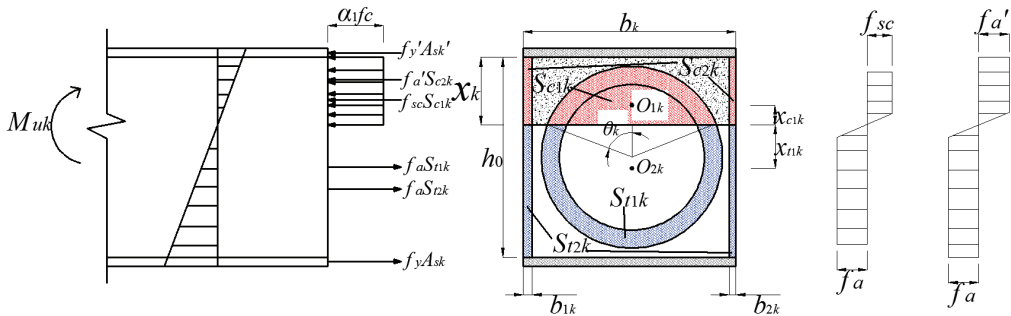 α₁fc
fy'Ask'
fa'Sc2k
fscSc1k
Muk
faSt1k
faSt2k
fyAsk
bk
Sc2k
Sc1k
xk
O1k
xc1k
θk
h0
xt1k
O2k
St1k
St2k
b1k
b2k
fsc
fa'
fa
fa